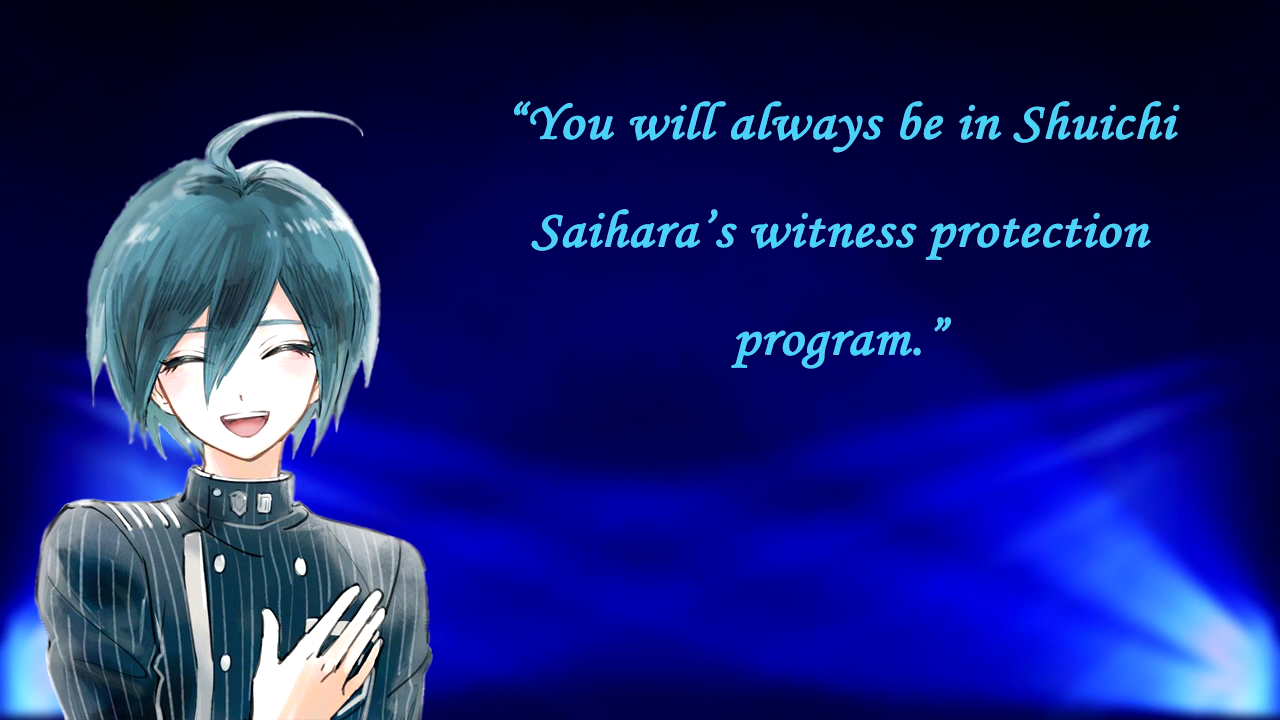 “You will always be in Shuichi
Saihara’s witness protection
program.”